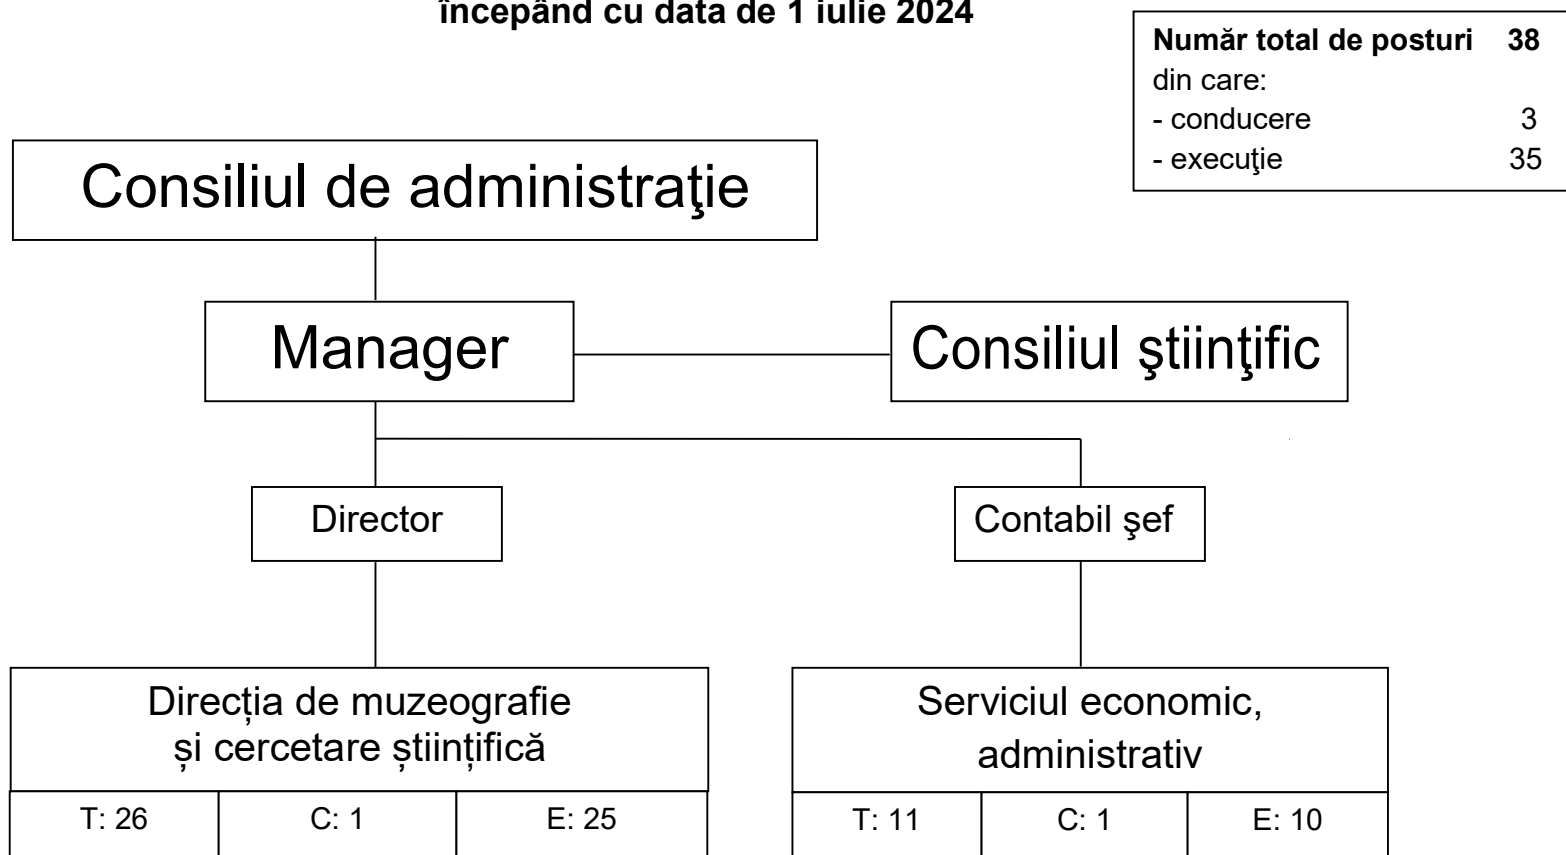 începând cu data de 1 iulie 2024
Număr total de posturi 38
din care:
- conducere 3
- execuţie 35
Consiliul de administraţie
Manager
Consiliul ştiinţific
Director
Contabil şef
Direcția de muzeografie
și cercetare științifică
T: 26 C: 1 E: 25
Serviciul economic,
administrativ
T: 11 C: 1 E: 10